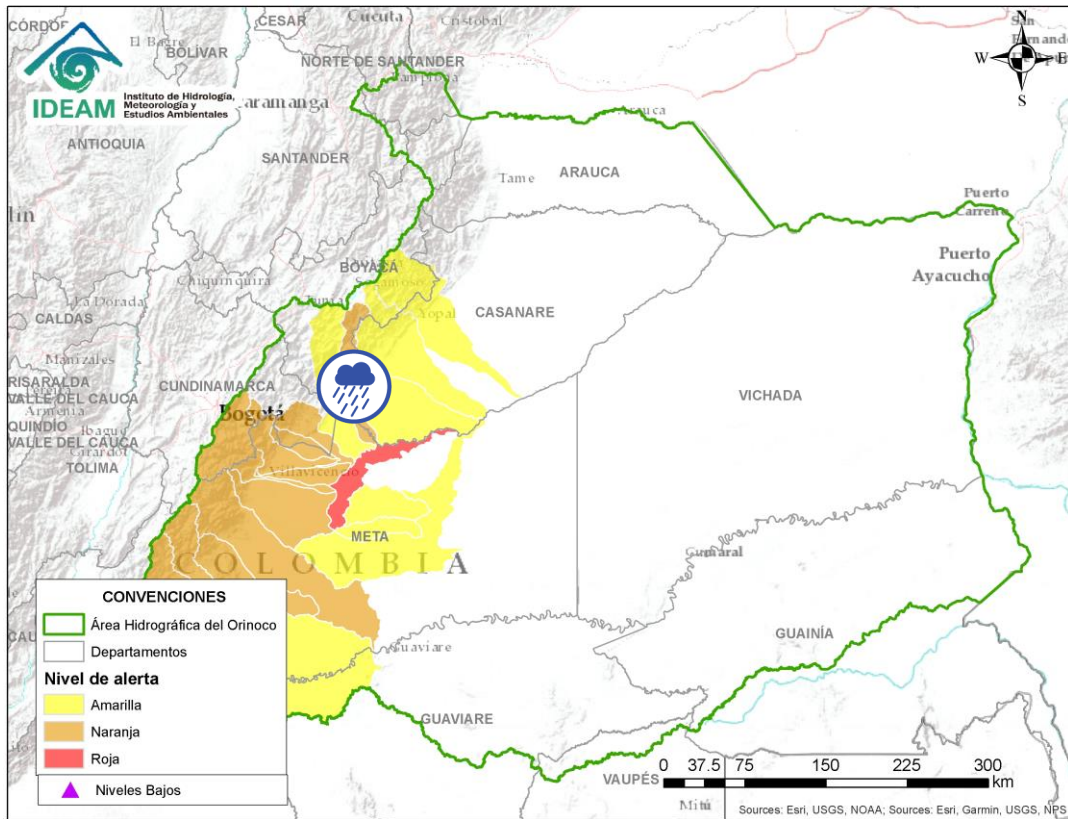 IDEAM
Instituto de Hidrología,
Meteorología y
Estudios Ambientales
N
W
E
S
CESAR
Cucuta
Cristobal
El Bagre
BOLÍVAR
NORTE DE SANTANDER
San
Arauca
ANTIOQUIA
SANTANDER
Tame
ARAUCA
Puerto
Carreño
Puerto
Ayacucho
BOYACÁ
Chiquinquira
La Dorada
Yopal
CASANARE
CALDAS
Manizales
RISARALDA
CUNDINAMARCA
VICHADA
VALLE DEL CAUCA
Armenia
Bogotá
QUINDÍO
Ibague
VALLE DEL CAUCA
Girardot
TOLIMA
Villavicencio
META
COLOMBIA
GUAINÍA
GUAVIARE
VAUPÉS
Mitú
CONVENCIONES
Área Hidrográfica del Orinoco
Departamentos
Nivel de alerta
Amarilla
Naranja
Roja
Niveles Bajos
0 37.5 75 150 225 300
km
Sources: Esri, USGS, NOAA; Sources: Esri, Garmin, USGS, NPS